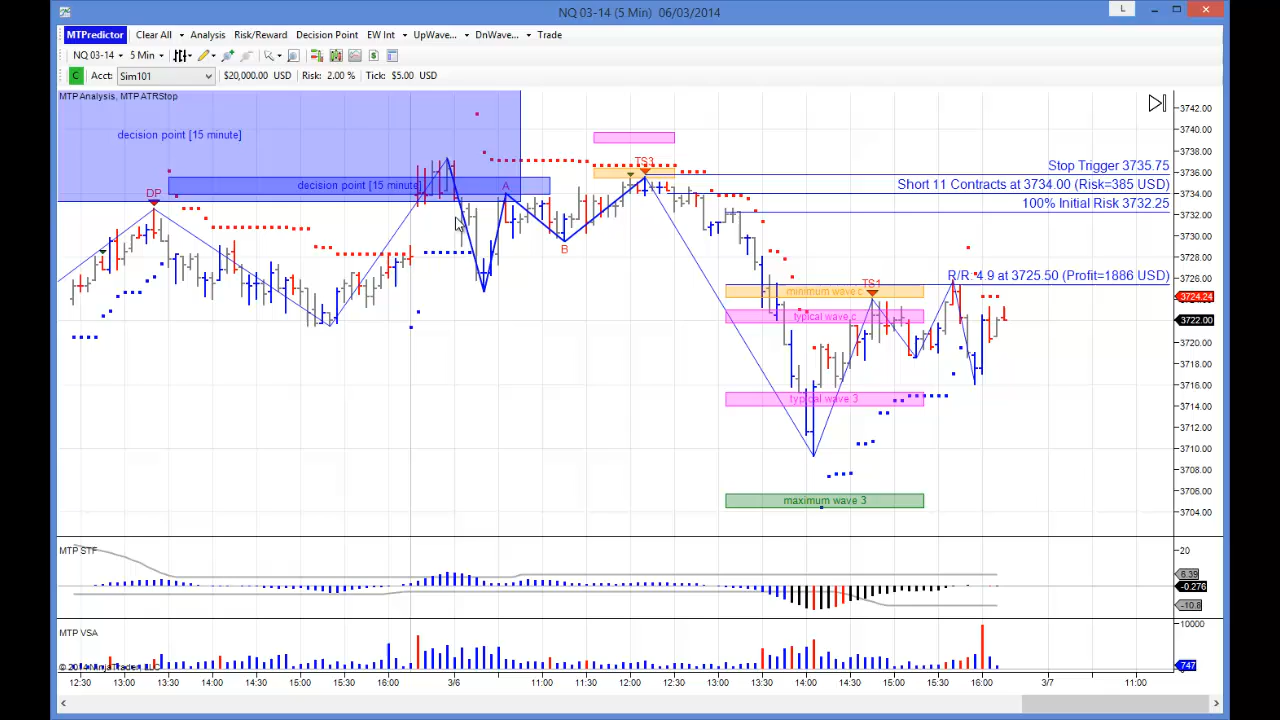 NQ 03-14 (5 Min) 06/03/2014
L
MTPredictor Clear All Analysis Risk/Reward Decision Point EW Int UpWave... DnWave... Trade
NQ 03-14 5 Min
C Acct: Sim101 $20,000.00 USD Risk: 2.00 % Tick: $5.00 USD
MTP Analysis, MTP ATRStop
decision point [15 minute]
decision point [15 minute]
DP
A
B
TS3
Stop Trigger 3735.75
Short 11 Contracts at 3734.00 (Risk=385 USD)
100% Initial Risk 3732.25
R/R: 4.9 at 3725.50 (Profit=1886 USD)
TS1
minimum wave c
typical wave c
typical wave 3
maximum wave 3
3742.00
3740.00
3738.00
3736.00
3734.00
3732.00
3730.00
3728.00
3726.00
3724.24
3722.00
3720.00
3718.00
3716.00
3714.00
3712.00
3710.00
3708.00
3706.00
3704.00
MTP STF
20
6.39
-0.276
-10.8
MTP VSA
10000
747
© 2014 NinjaTrader, LLC
12:30 13:00 13:30 14:00 14:30 15:00 15:30 16:00 3/6 11:00 11:30 12:00 12:30 13:00 13:30 14:00 14:30 15:00 15:30 16:00 3/7 11:00